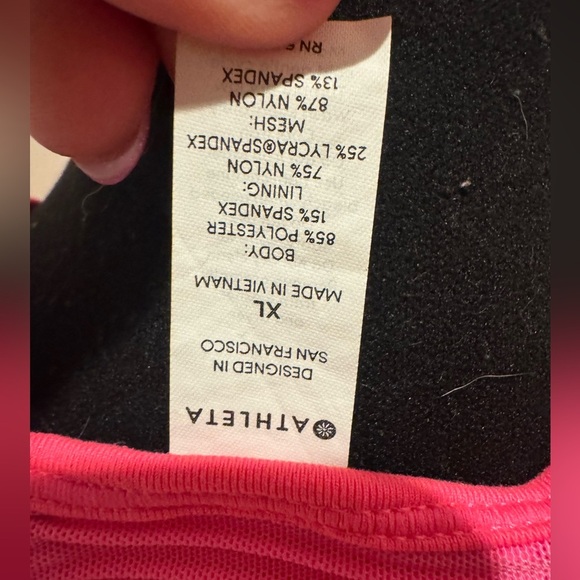 ATHLETA
DESIGNED IN
SAN FRANCISCO
XL
MADE IN VIETNAM
BODY:
85% POLYESTER
15% SPANDEX
LINING:
75% NYLON
25% LYCRA®SPANDEX
MESH:
87% NYLON
13% SPANDEX
RN